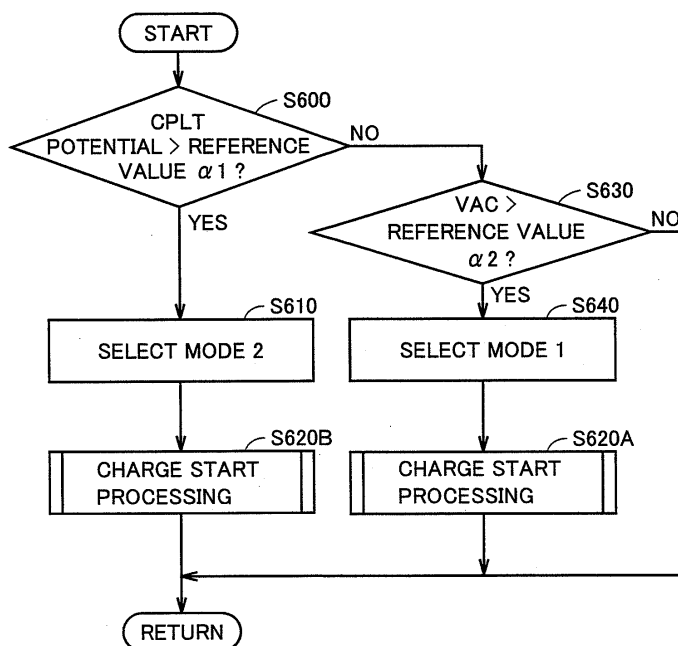 START
S600
CPLT
POTENTIAL > REFERENCE
VALUE α1 ?
NO
YES
S630
VAC >
REFERENCE VALUE
α2 ?
NO
YES
S610
SELECT MODE 2
S640
SELECT MODE 1
S620B
CHARGE START
PROCESSING
S620A
CHARGE START
PROCESSING
RETURN